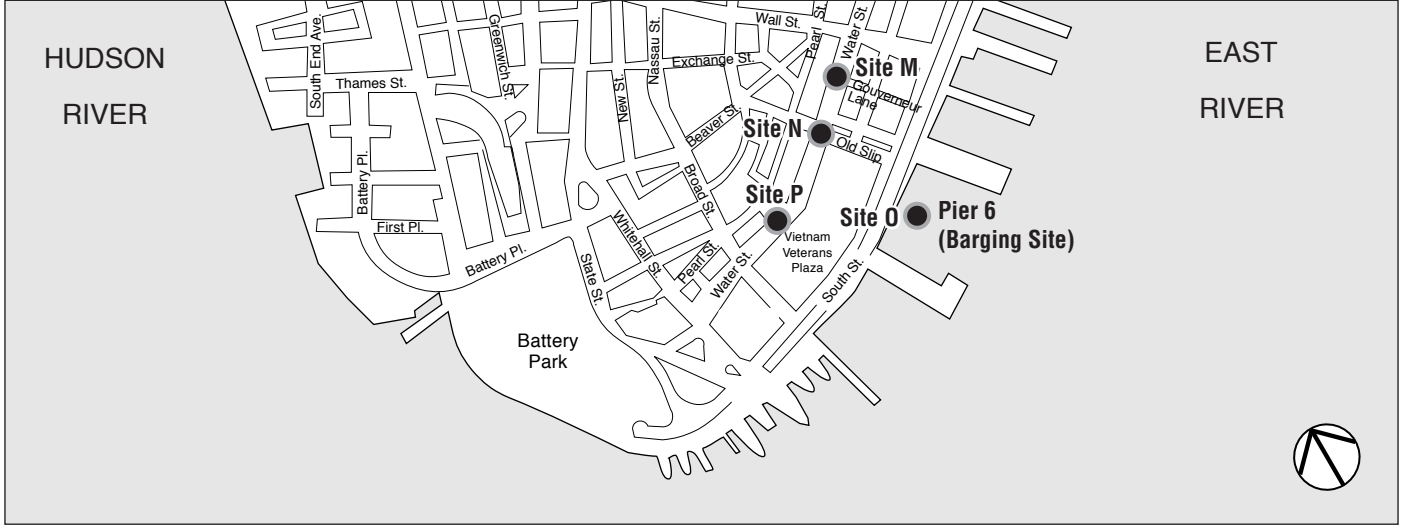 HUDSON
RIVER
EAST
RIVER
South End Ave.
Thames St.
Greenwich St.
New St.
Nassau St.
Exchange St.
Wall St.
Pearl St.
Water St.
Site M
Gouverneur
Lane
Beaver St.
Site N
Old Slip
Battery Pl.
First Pl.
Broad St.
Site P
Site O
Pier 6
(Barging Site)
Vietnam
Veterans
Plaza
Whitehall St.
Pearl St.
Water St.
South St.
Battery Pl.
State St.
Battery
Park